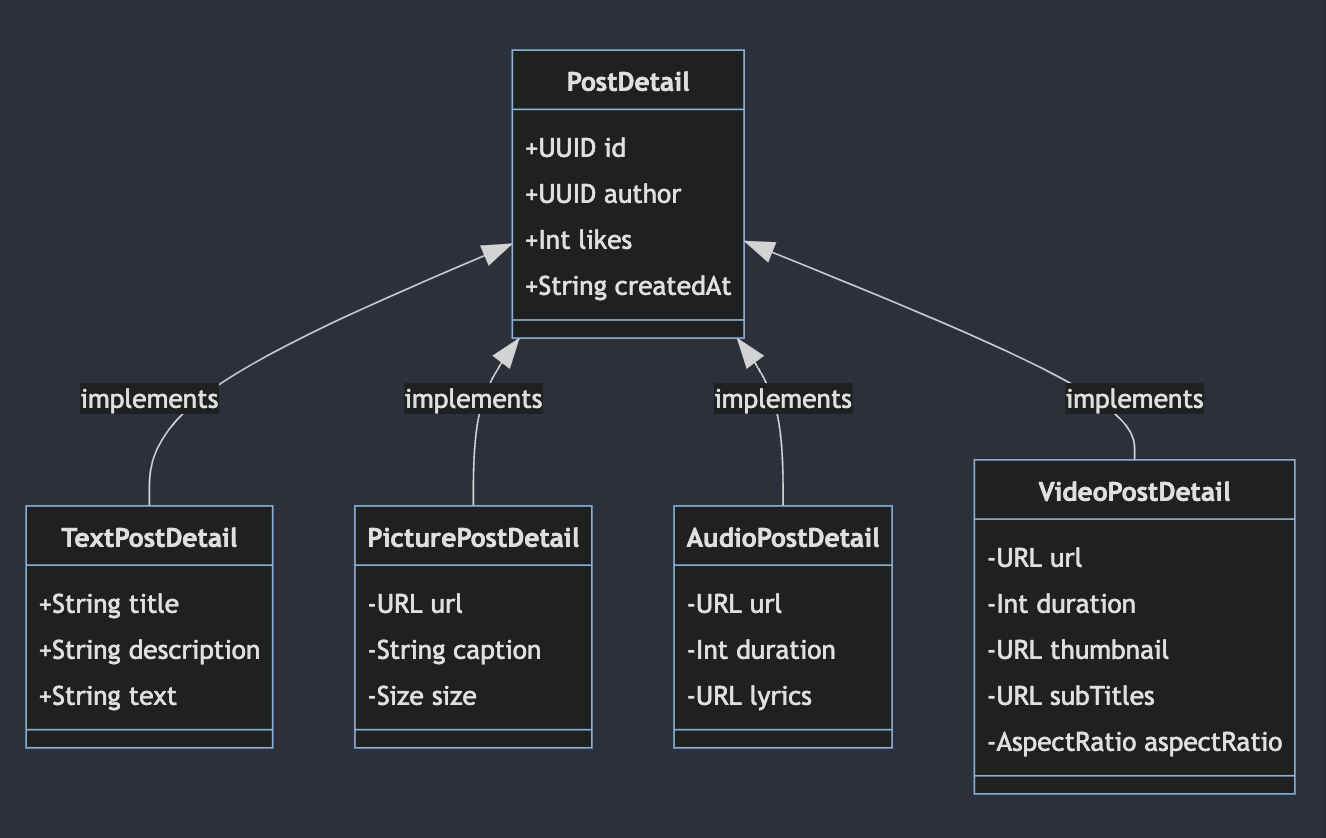 PostDetail
+UUID id
+UUID author
+Int likes
+String createdAt
implements
implements
implements
implements
TextPostDetail
+String title
+String description
+String text
PicturePostDetail
-URL url
-String caption
-Size size
AudioPostDetail
-URL url
-Int duration
-URL lyrics
VideoPostDetail
-URL url
-Int duration
-URL thumbnail
-URL subTitles
-AspectRatio aspectRatio